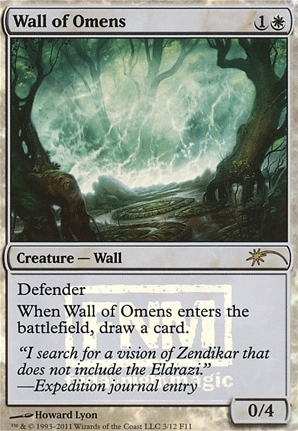 Wall of Omens 1
Creature — Wall
Defender
When Wall of Omens enters the
battlefield, draw a card.
FNM
“I search for a vision of Zendikar that
does not include the Eldrazi.”
—Expedition journal entry
Howard Lyon
0/4
™ & © 1993-2011 Wizards of the Coast LLC 3/12 F11